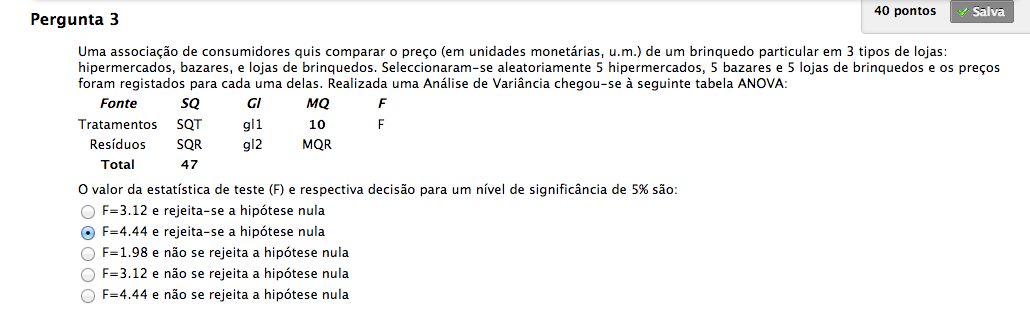 40 pontos
Salva
Pergunta 3
Uma associação de consumidores quis comparar o preço (em unidades monetárias, u.m.) de um brinquedo particular em 3 tipos de lojas:
hipermercados, bazares, e lojas de brinquedos. Seleccionaram-se aleatoriamente 5 hipermercados, 5 bazares e 5 lojas de brinquedos e os preços
foram registados para cada uma delas. Realizada uma Análise de Variância chegou-se à seguinte tabela ANOVA:
Fonte SQ Gl MQ F
Tratamentos SQT gl1 10 F
Resíduos SQR gl2 MQR
Total 47
O valor da estatística de teste (F) e respectiva decisão para um nível de significância de 5% são:
F=3.12 e rejeita-se a hipótese nula
F=4.44 e rejeita-se a hipótese nula
F=1.98 e não se rejeita a hipótese nula
F=3.12 e não se rejeita a hipótese nula
F=4.44 e não se rejeita a hipótese nula